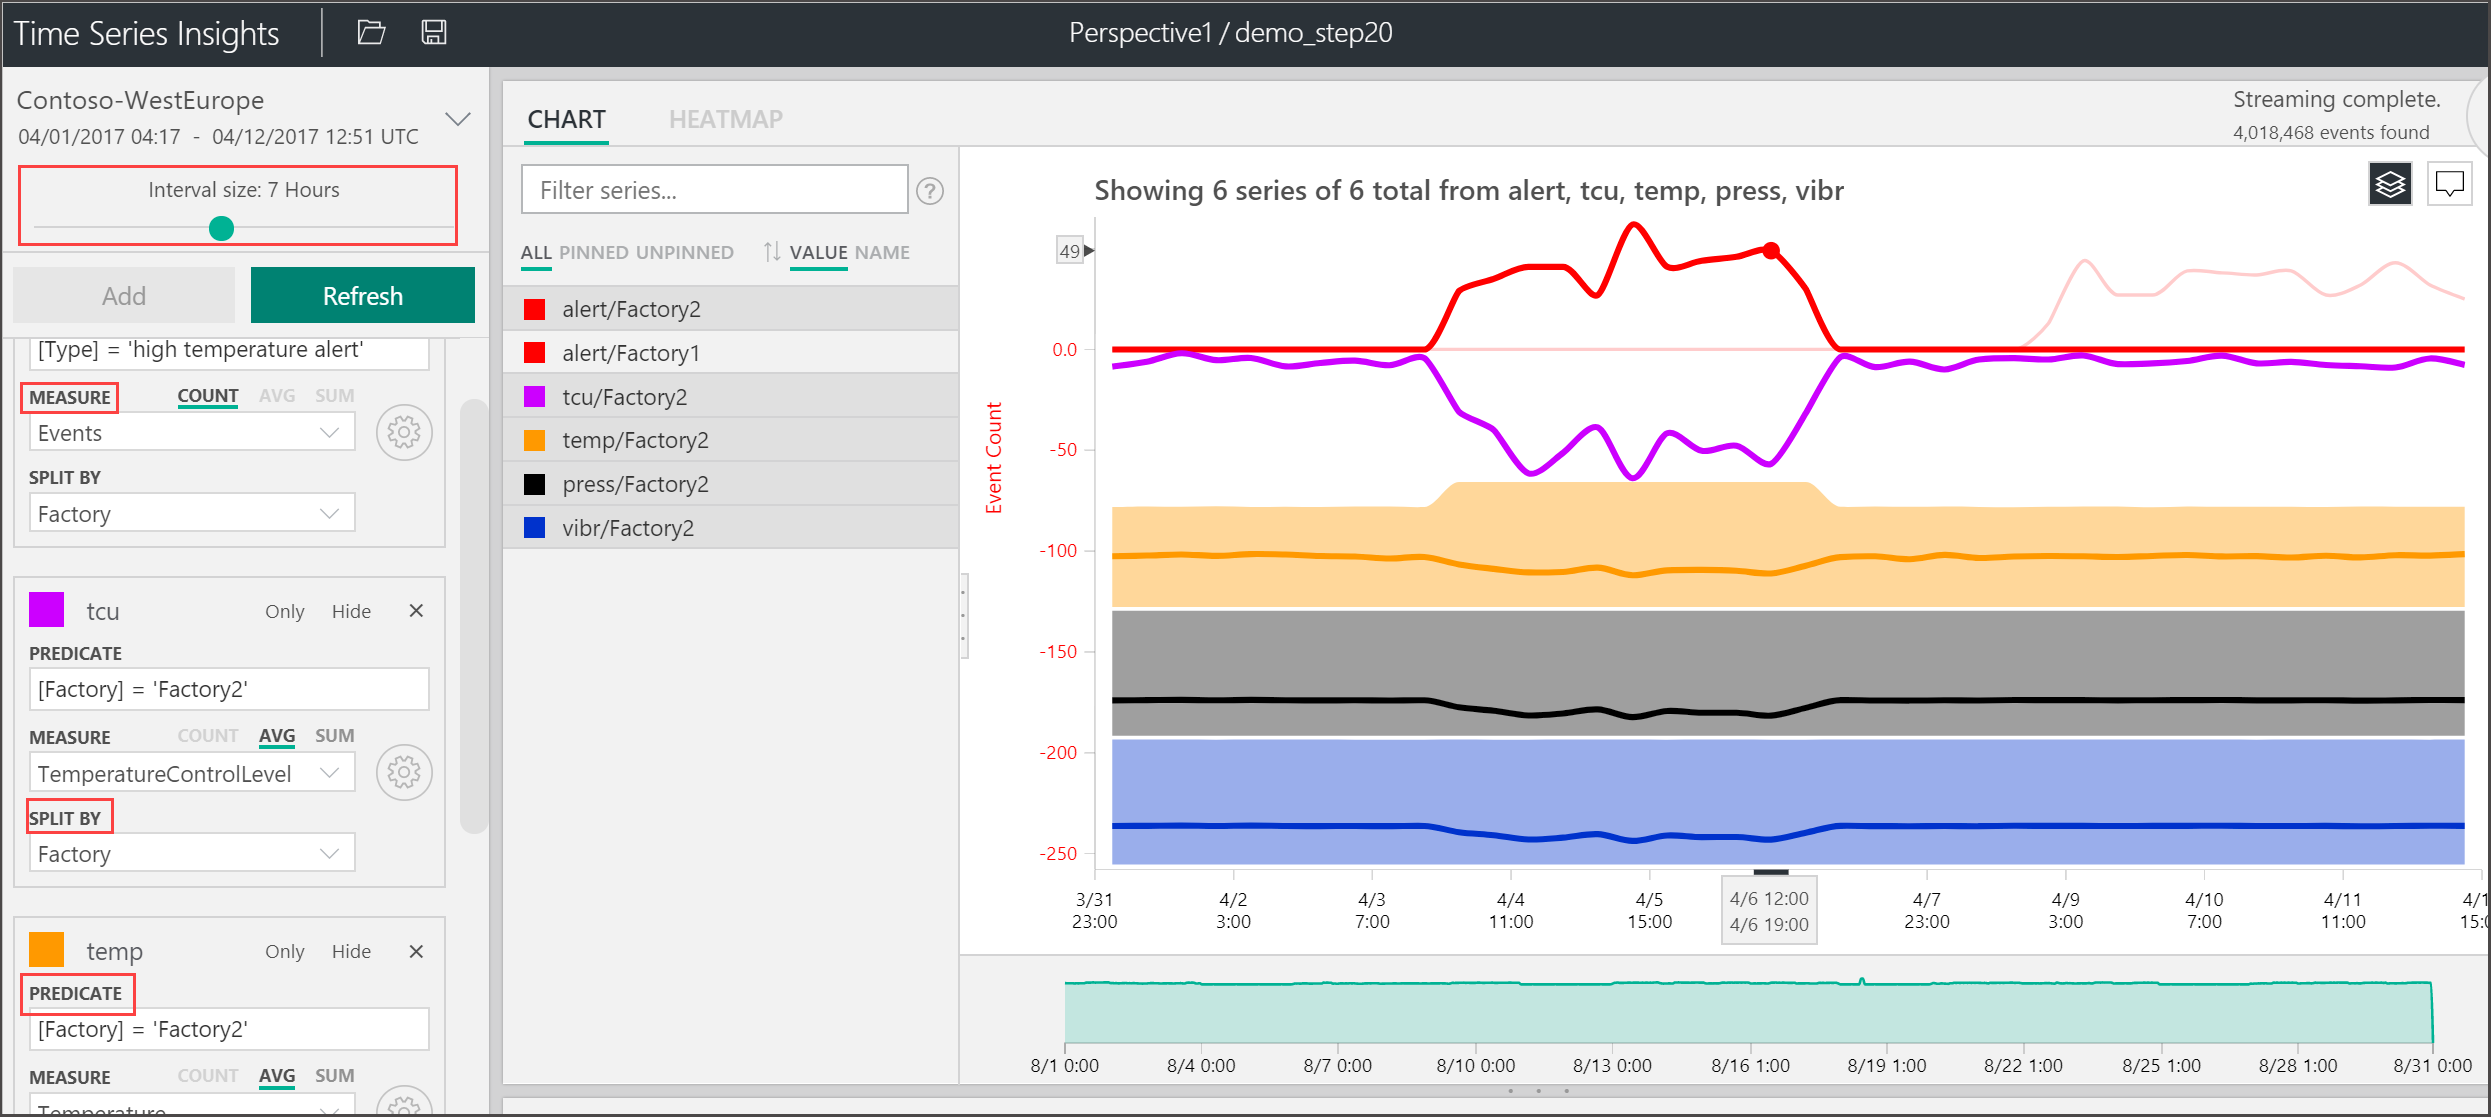 Time Series Insights
Perspective1 / demo_step20
Contoso-WestEurope
04/01/2017 04:17 - 04/12/2017 12:51 UTC
Interval size: 7 Hours
Add
Refresh
[Type] = 'high temperature alert'
MEASURE COUNT AVG SUM
Events
SPLIT BY
Factory
tcu Only Hide ×
PREDICATE
[Factory] = 'Factory2'
MEASURE COUNT AVG SUM
TemperatureControlLevel
SPLIT BY
Factory
temp Only Hide ×
PREDICATE
[Factory] = 'Factory2'
MEASURE COUNT AVG SUM
Temperature
CHART HEATMAP
Streaming complete.
4,018,468 events found
Filter series...
?
ALL PINNED UNPINNED VALUE NAME
alert/Factory2
alert/Factory1
tcu/Factory2
temp/Factory2
press/Factory2
vibr/Factory2
Showing 6 series of 6 total from alert, tcu, temp, press, vibr
49
0.0
-50
-100
-150
-200
-250
Event Count
3/31 23:00
4/2 3:00
4/3 7:00
4/4 11:00
4/5 15:00
4/6 12:00
4/6 19:00
4/7 23:00
4/9 3:00
4/10 7:00
4/11 11:00
8/1 0:00
8/4 0:00
8/7 0:00
8/10 0:00
8/13 0:00
8/16 1:00
8/19 1:00
8/22 1:00
8/25 1:00
8/28 1:00
8/31 0:00